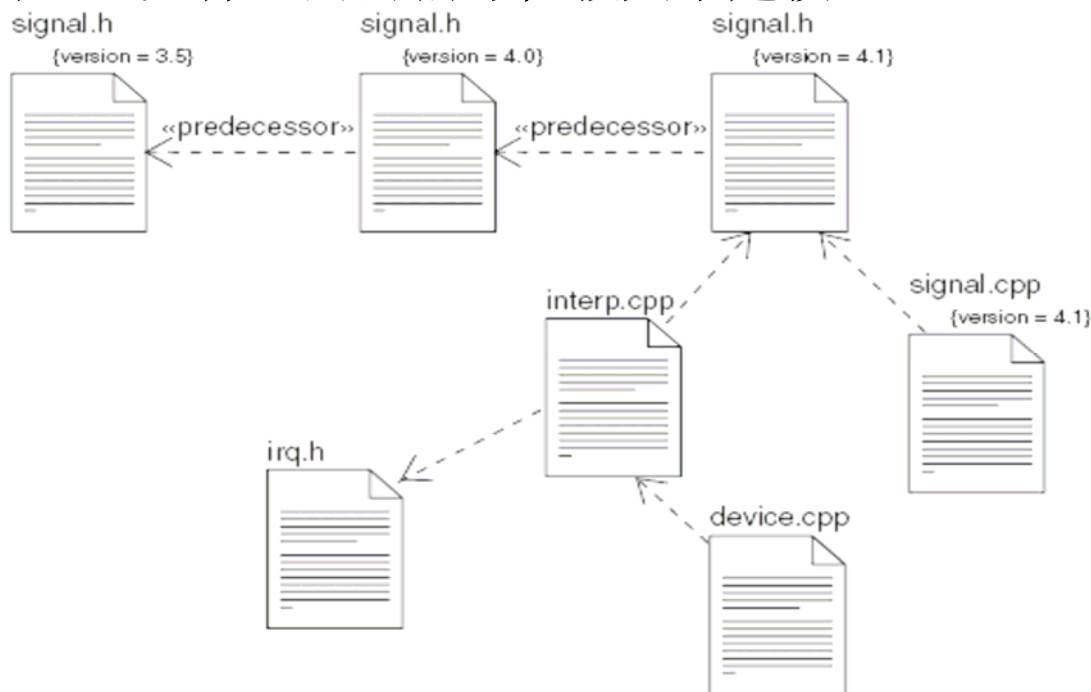 signal.h signal.h signal.h
{version = 3.5} {version = 4.0} {version = 4.1}
«predecessor» «predecessor»
signal.cpp
interp.cpp
{version = 4.1}
irq.h
device.cpp